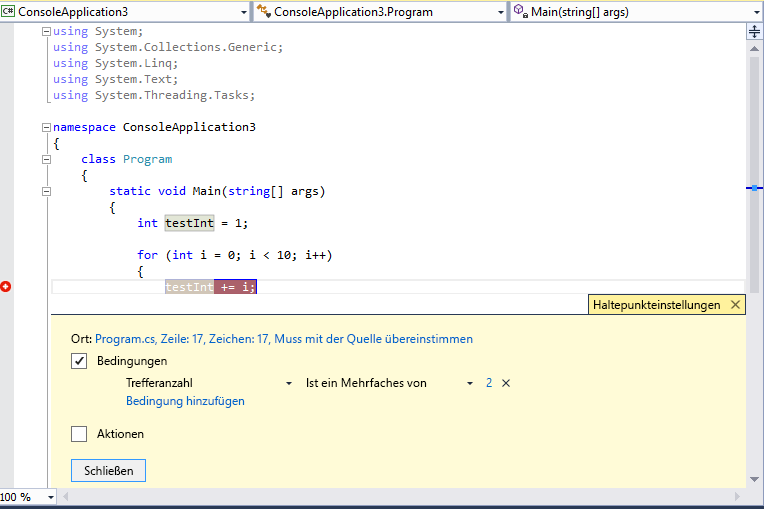 C# ConsoleApplication3 ConsoleApplication3.Program Main(string[] args)
using System;
using System.Collections.Generic;
using System.Linq;
using System.Text;
using System.Threading.Tasks;
namespace ConsoleApplication3
{
class Program
{
static void Main(string[] args)
{
int testInt = 1;
for (int i = 0; i < 10; i++)
{
testInt += i;
Haltepunkteinstellungen
Ort: Program.cs, Zeile: 17, Zeichen: 17, Muss mit der Quelle übereinstimmen
Bedingungen
Trefferanzahl Ist ein Mehrfaches von 2
Bedingung hinzufügen
Aktionen
Schließen
100 %